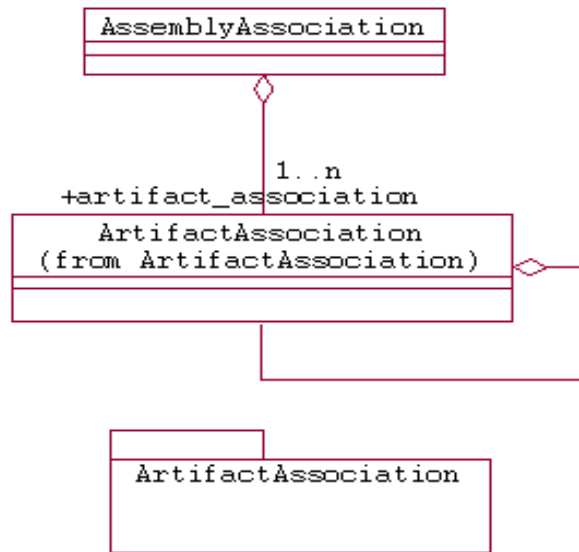 AssemblyAssociation
1..n
+artifact_association
ArtifactAssociation
(from ArtifactAssociation)
ArtifactAssociation